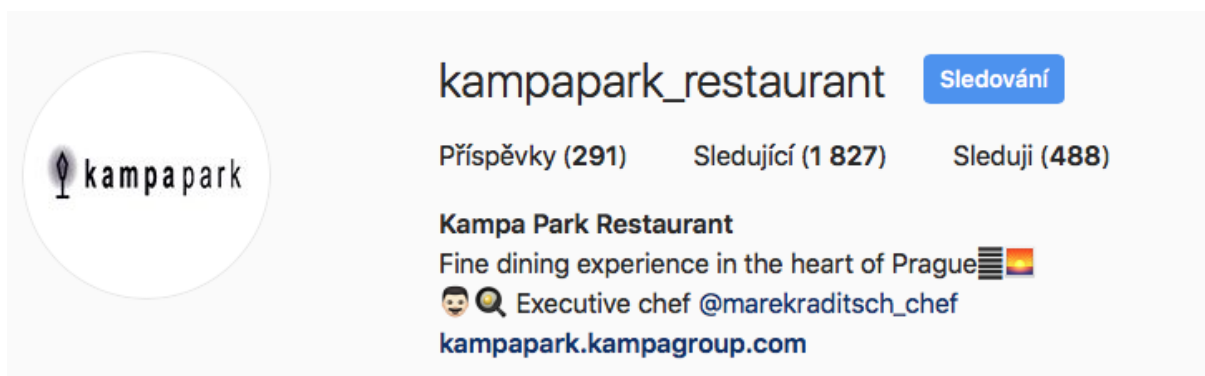 kampapark
kampapark_restaurant Sledování
Příspěvky (291) Sledující (1 827) Sleduji (488)
Kampa Park Restaurant
Fine dining experience in the heart of Prague🌅
👨🏻‍🍳 Executive chef @marekraditsch_chef
kampapark.kampagroup.com